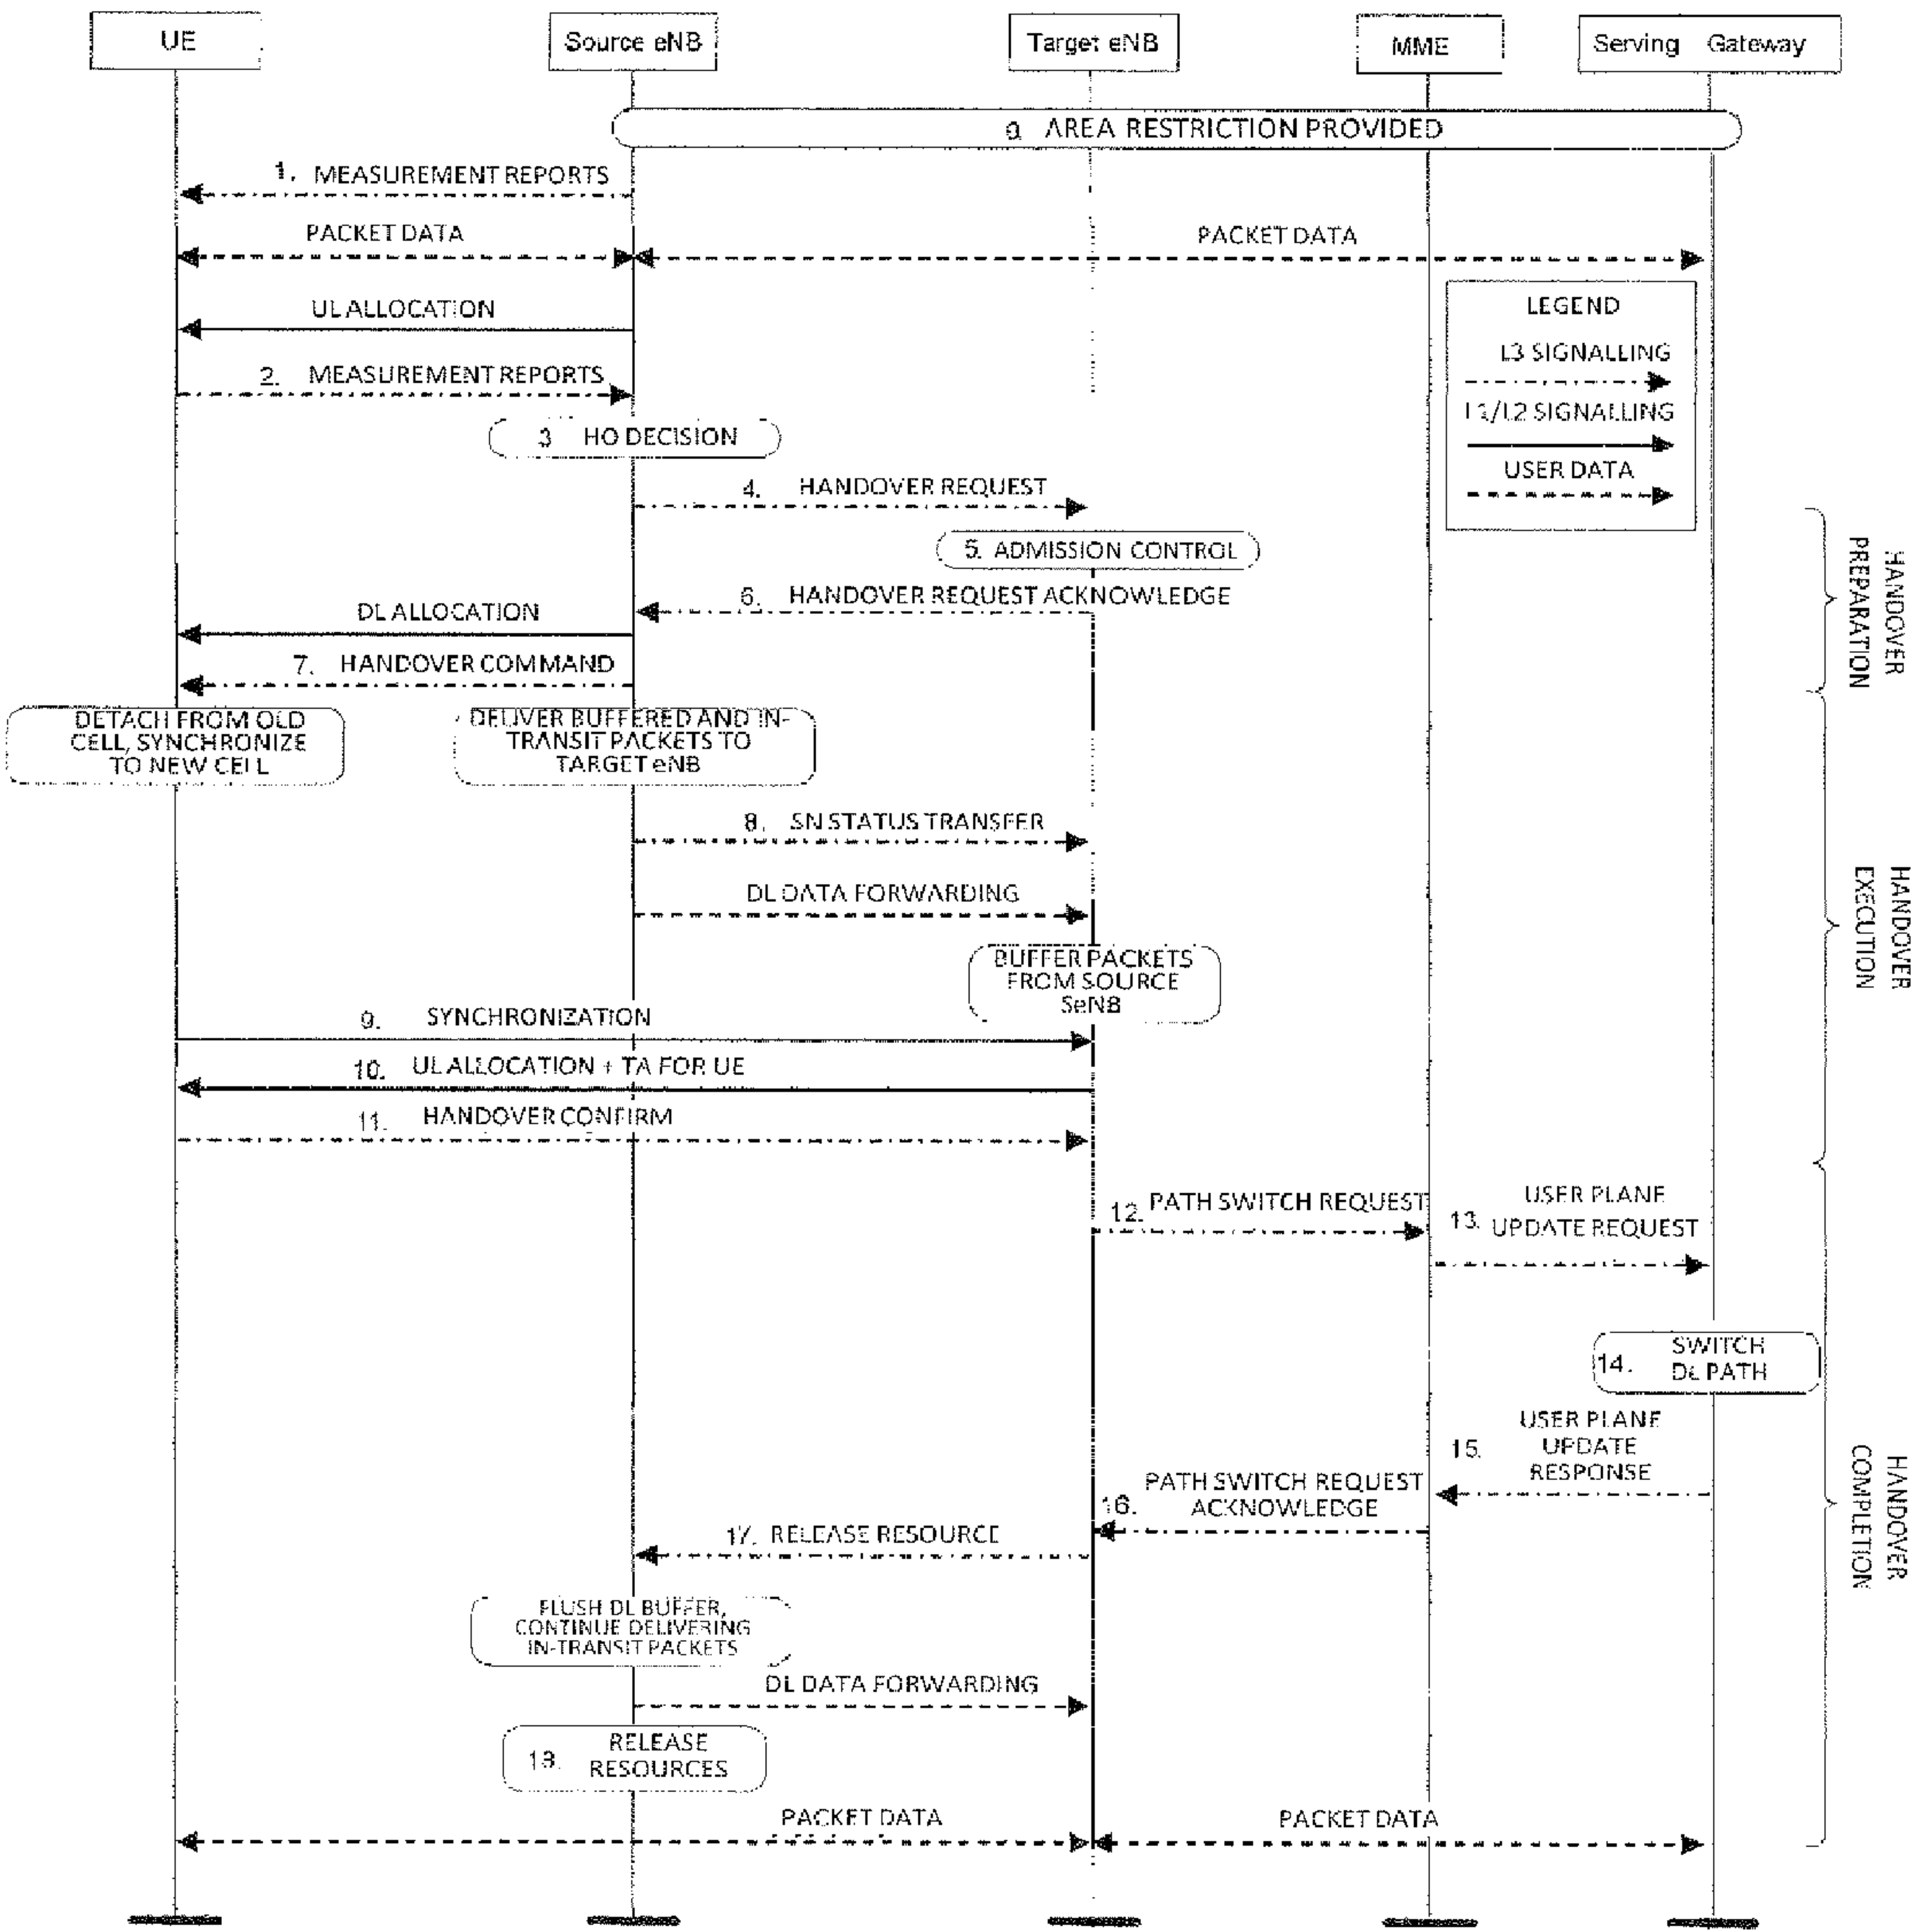 UE
Source eNB
Target eNB
MME
Serving Gateway
0. AREA RESTRICTION PROVIDED
1. MEASUREMENT REPORTS
PACKET DATA
PACKET DATA
UL ALLOCATION
LEGEND
L3 SIGNALLING
L1/L2 SIGNALLING
USER DATA
2. MEASUREMENT REPORTS
3 HO DECISION
4. HANDOVER REQUEST
5. ADMISSION CONTROL
6. HANDOVER REQUEST ACKNOWLEDGE
DL ALLOCATION
7. HANDOVER COMMAND
HANDOVER
PREPARATION
DETACH FROM OLD
CELL, SYNCHRONIZE
TO NEW CELL
DELIVER BUFFERED AND IN-
TRANSIT PACKETS TO
TARGET eNB
8. SN STATUS TRANSFER
DL DATA FORWARDING
BUFFER PACKETS
FROM SOURCE
SeNB
HANDOVER
EXECUTION
9. SYNCHRONIZATION
10. UL ALLOCATION + TA FOR UE
11. HANDOVER CONFIRM
12. PATH SWITCH REQUEST
13. USER PLANE
UPDATE REQUEST
14. SWITCH
DL PATH
15. USER PLANE
UPDATE
RESPONSE
16. PATH SWITCH REQUEST
ACKNOWLEDGE
17. RELEASE RESOURCE
HANDOVER
COMPLETION
FLUSH DL BUFFER,
CONTINUE DELIVERING
IN-TRANSIT PACKETS
DL DATA FORWARDING
18. RELEASE
RESOURCES
PACKET DATA
PACKET DATA